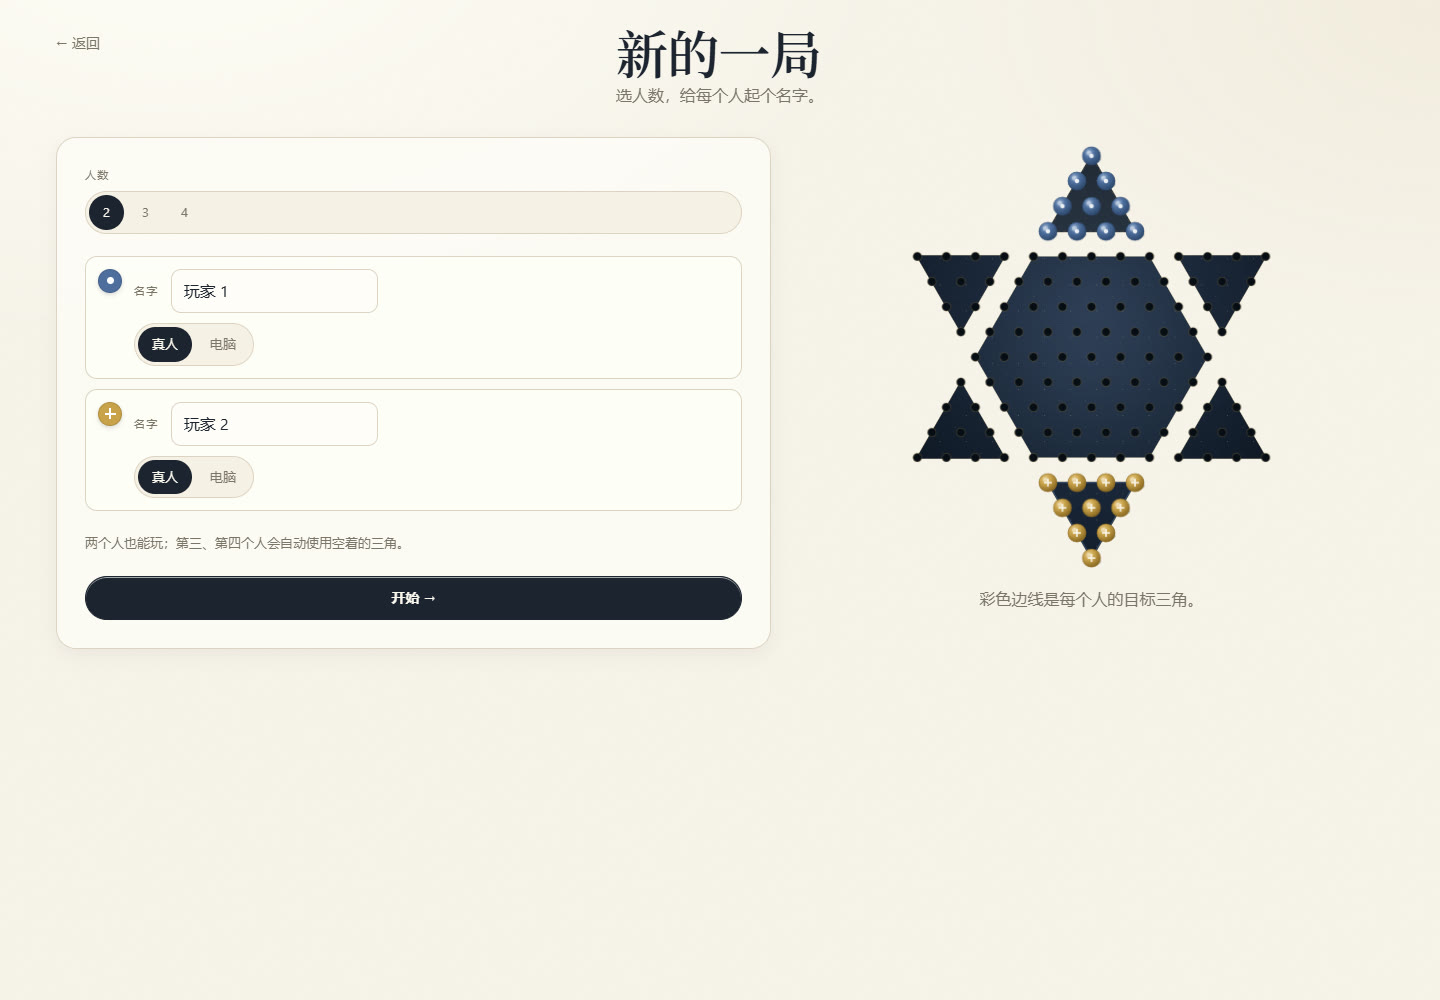 ← 返回
新的一局
选人数，给每个人起个名字。
人数
2 3 4
名字 玩家 1
真人 电脑
名字 玩家 2
真人 电脑
两个人也能玩；第三、第四个人会自动使用空着的三角。
开始 →
彩色边线是每个人的目标三角。